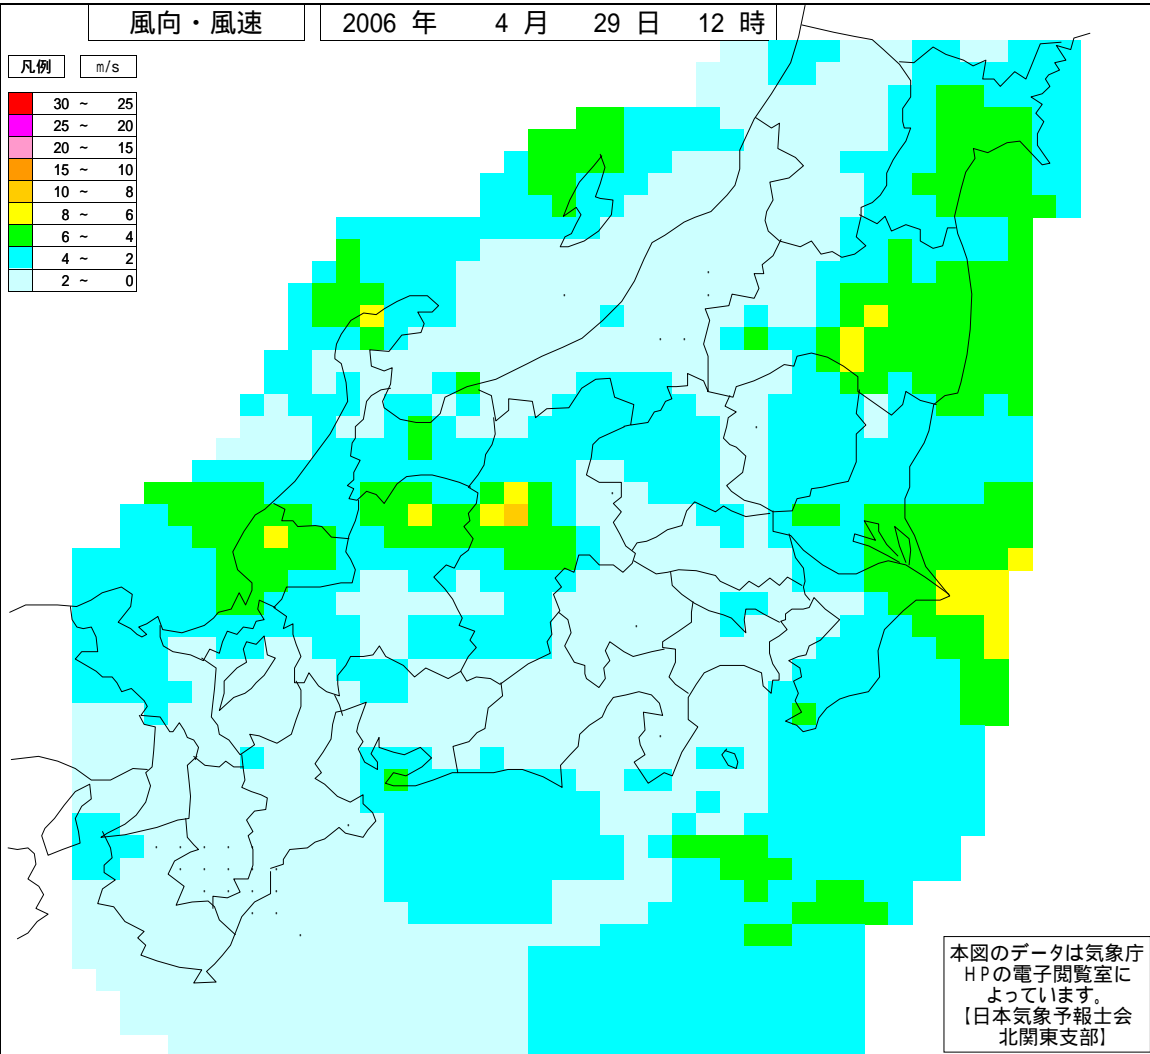 風向・風速
2006 年 4 月 29 日 12 時
凡例 m/s
30 ~ 25
25 ~ 20
20 ~ 15
15 ~ 10
10 ~ 8
8 ~ 6
6 ~ 4
4 ~ 2
2 ~ 0
本図のデータは気象庁
HPの電子閲覧室に
よっています。
【日本気象予報士会
北関東支部】